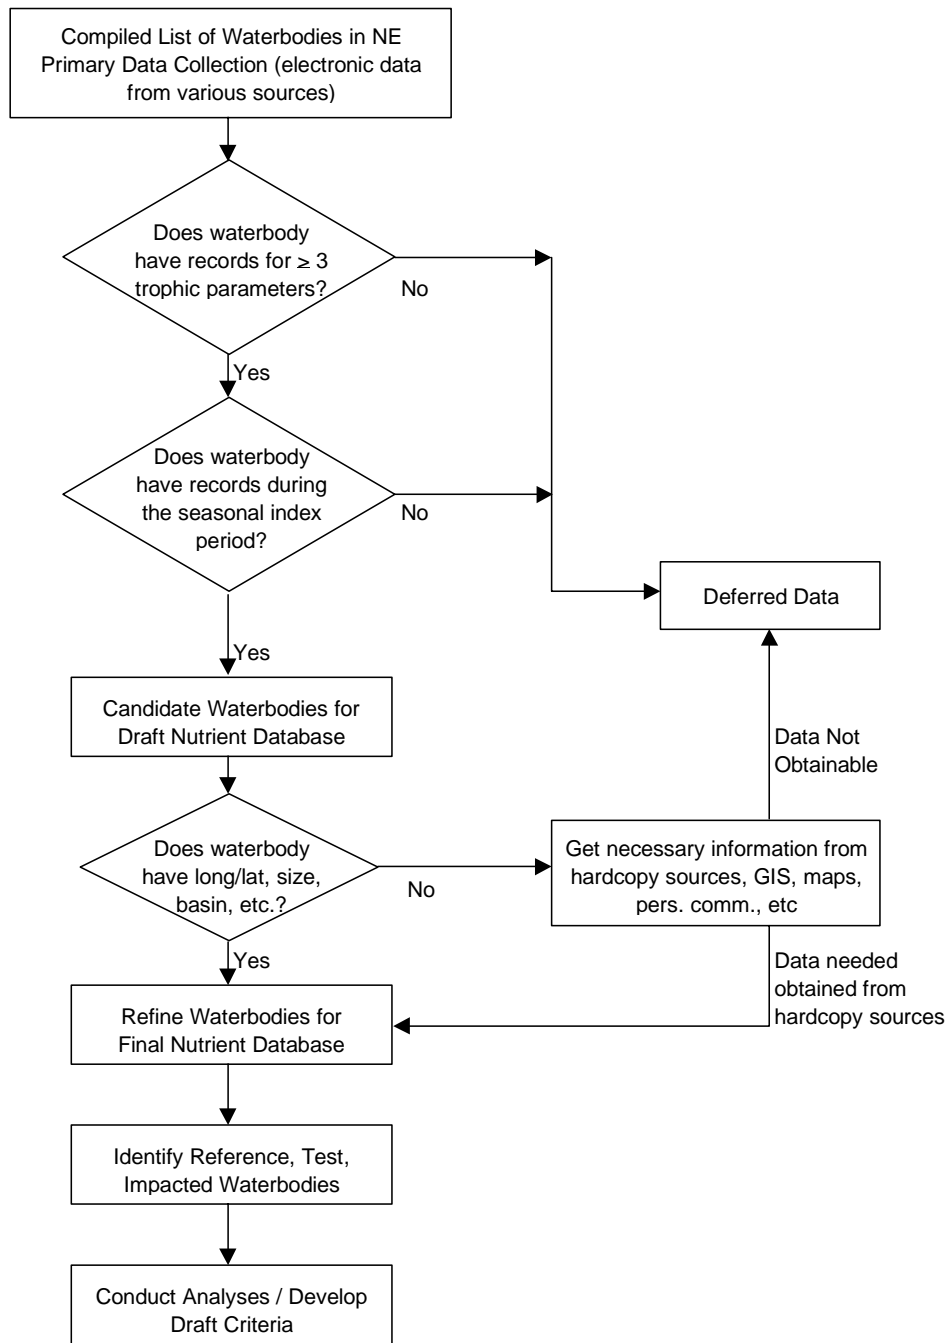 Compiled List of Waterbodies in NE
Primary Data Collection (electronic data
from various sources)
Does waterbody
have records for ≥ 3
trophic parameters?
No
Yes
Does waterbody
have records during
the seasonal index
period?
No
Yes
Deferred Data
Candidate Waterbodies for
Draft Nutrient Database
Data Not
Obtainable
Does waterbody
have long/lat, size,
basin, etc.?
No
Get necessary information from
hardcopy sources, GIS, maps,
pers. comm., etc
Yes
Data needed
obtained from
hardcopy sources
Refine Waterbodies for
Final Nutrient Database
Identify Reference, Test,
Impacted Waterbodies
Conduct Analyses / Develop
Draft Criteria